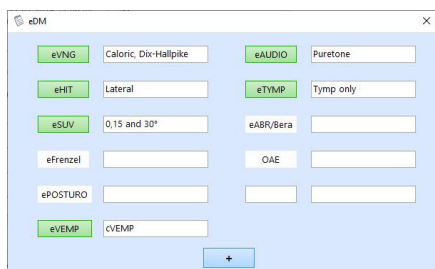 eDM
eVNG Caloric, Dix-Hallpike eAUDIO Puretone
eHIT Lateral eTYMP Tymp only
eSUV 0,15 and 30° eABR/Bera
eFrenzel OAE
ePOSTURO
eVEMP cVEMP
+